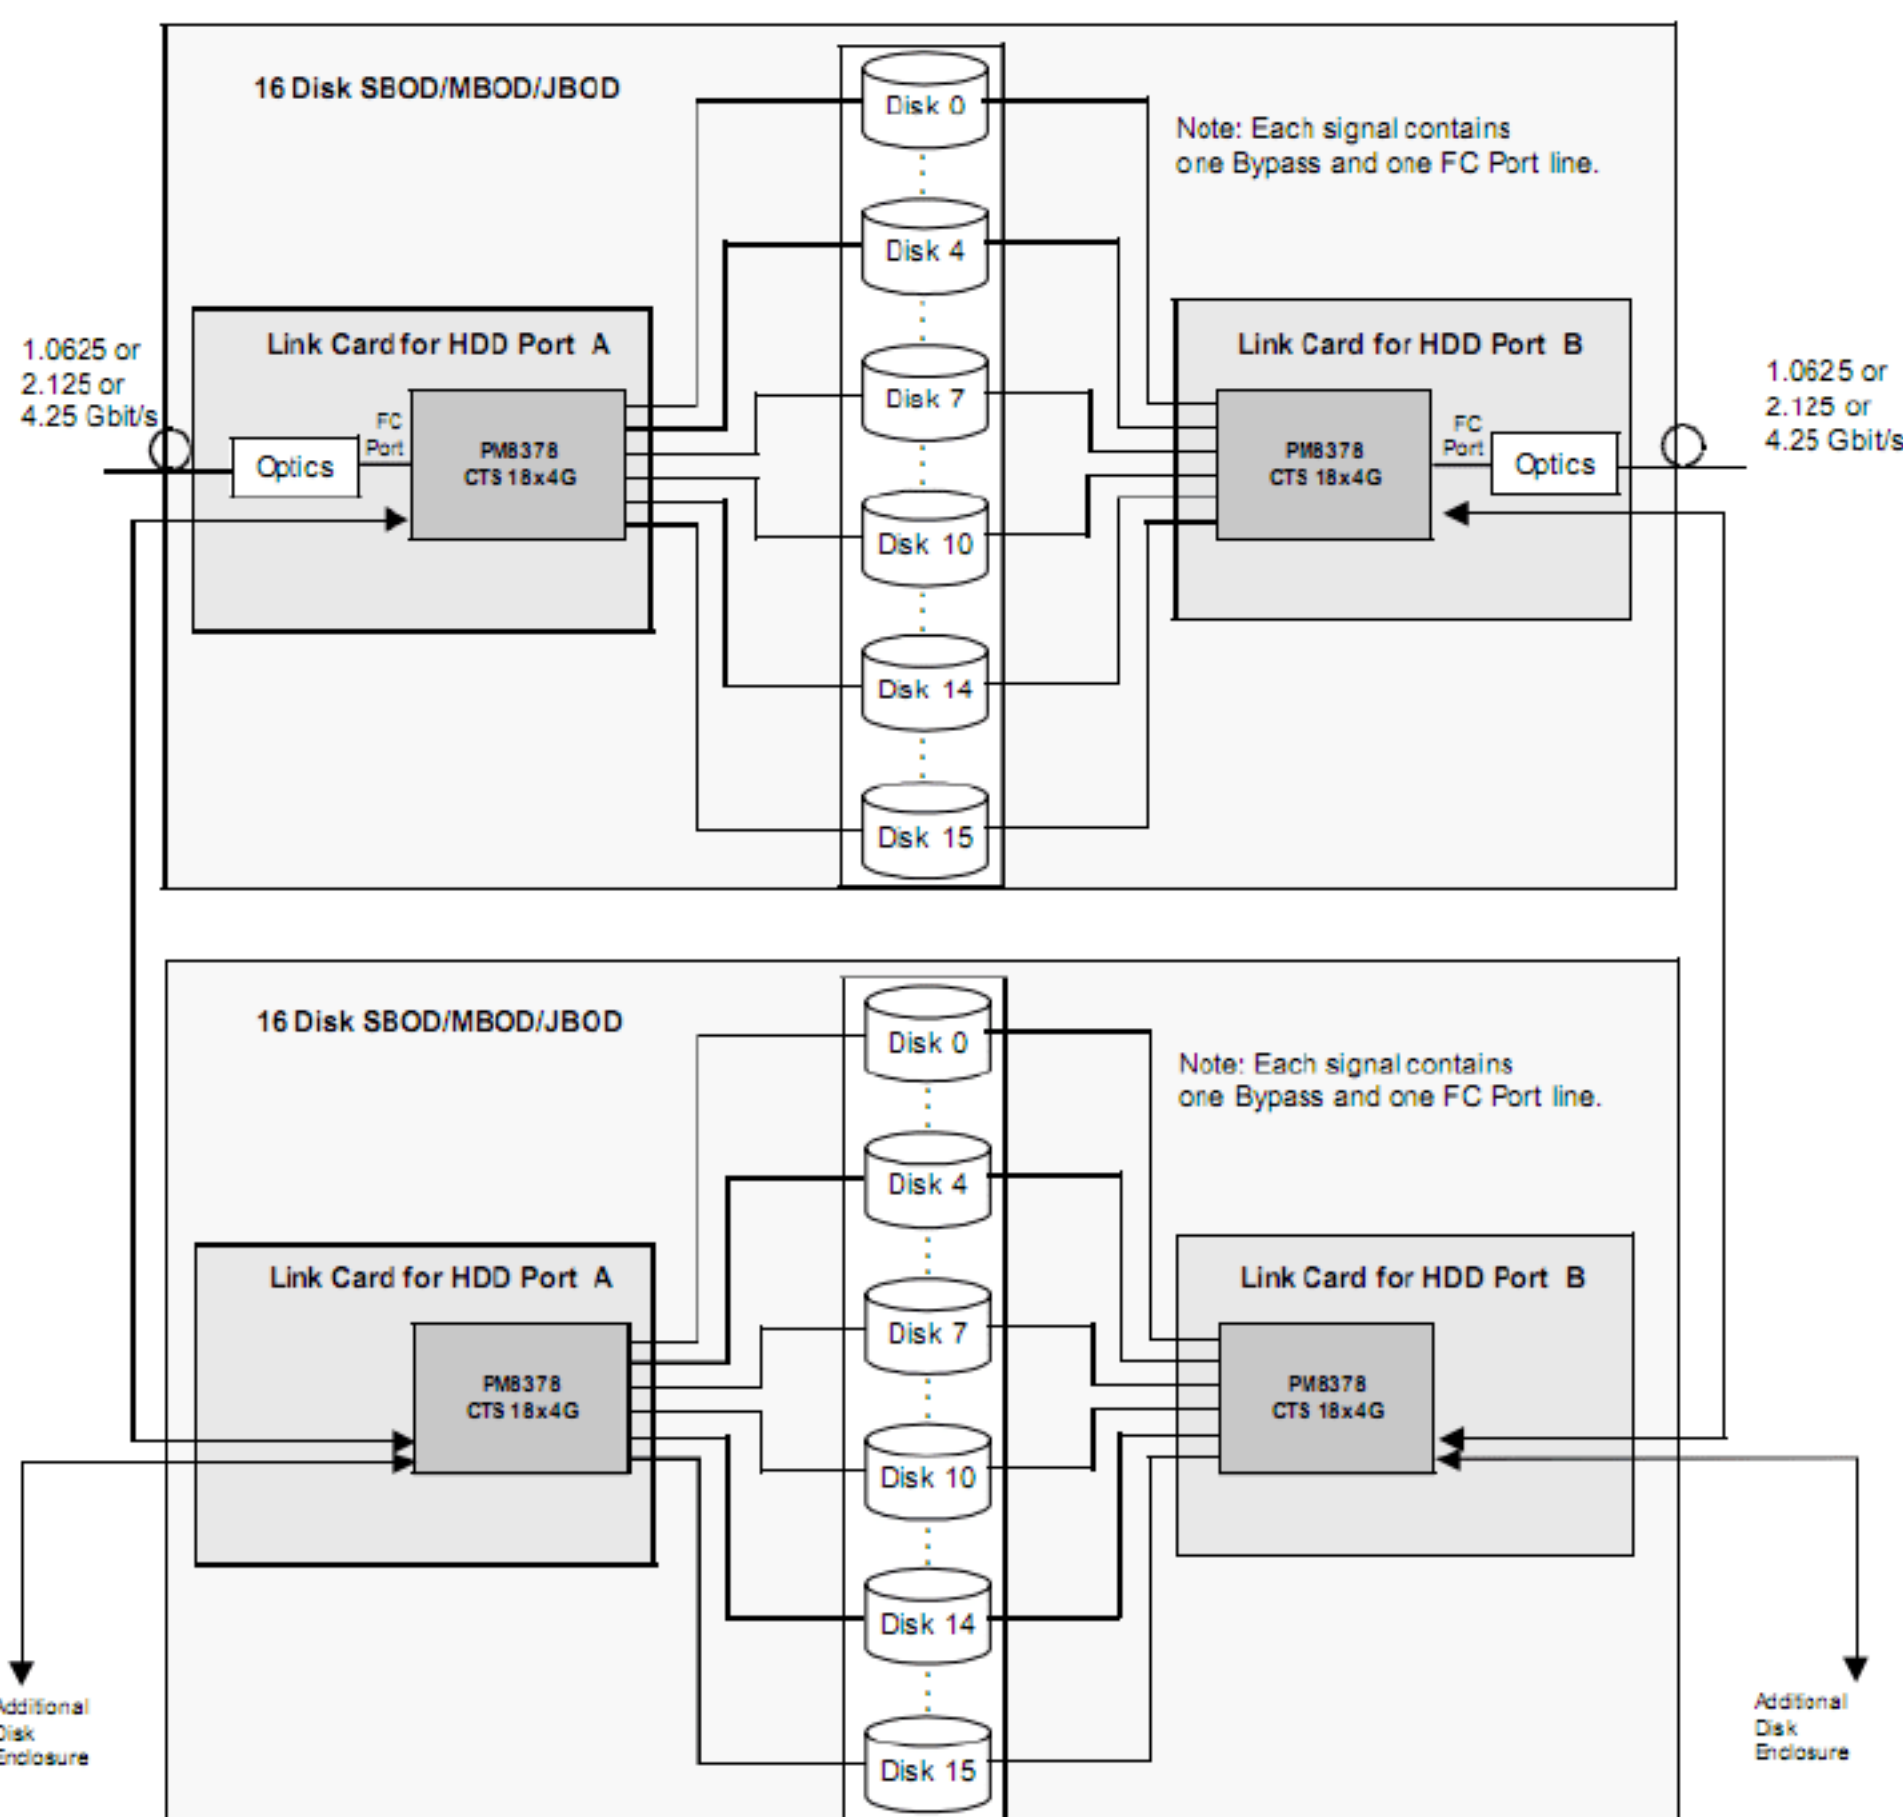 16 Disk SBOD/MBOD/JBOD
Disk 0
Note: Each signal contains
one Bypass and one FC Port line.
Disk 4
Link Card for HDD Port A
Link Card for HDD Port B
1.0625 or
2.125 or
4.25 Gbit/s
1.0625 or
2.125 or
4.25 Gbit/s
Disk 7
FC
Port
Optics
PM8378
CTS 18x4G
PM8378
CTS 18x4G
FC
Port
Optics
Disk 10
Disk 14
Disk 15
16 Disk SBOD/MBOD/JBOD
Disk 0
Note: Each signal contains
one Bypass and one FC Port line.
Disk 4
Link Card for HDD Port A
Link Card for HDD Port B
Disk 7
PM8378
CTS 18x4G
PM8378
CTS 18x4G
Disk 10
Disk 14
Disk 15
Additional
Disk
Enclosure
Additional
Disk
Enclosure